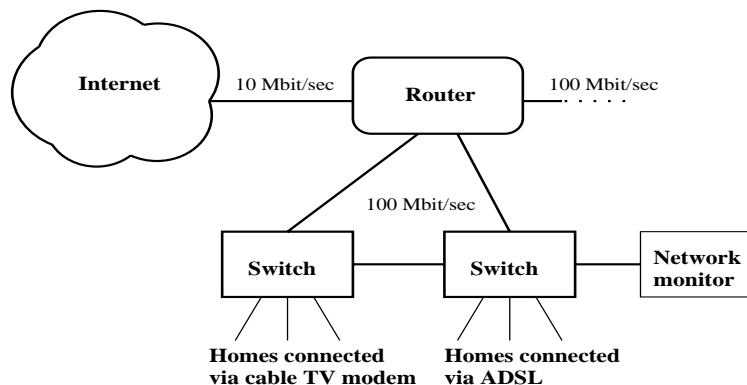 Internet
10 Mbit/sec
Router
100 Mbit/sec
100 Mbit/sec
Switch
Switch
Network
monitor
Homes connected
via cable TV modem
Homes connected
via ADSL